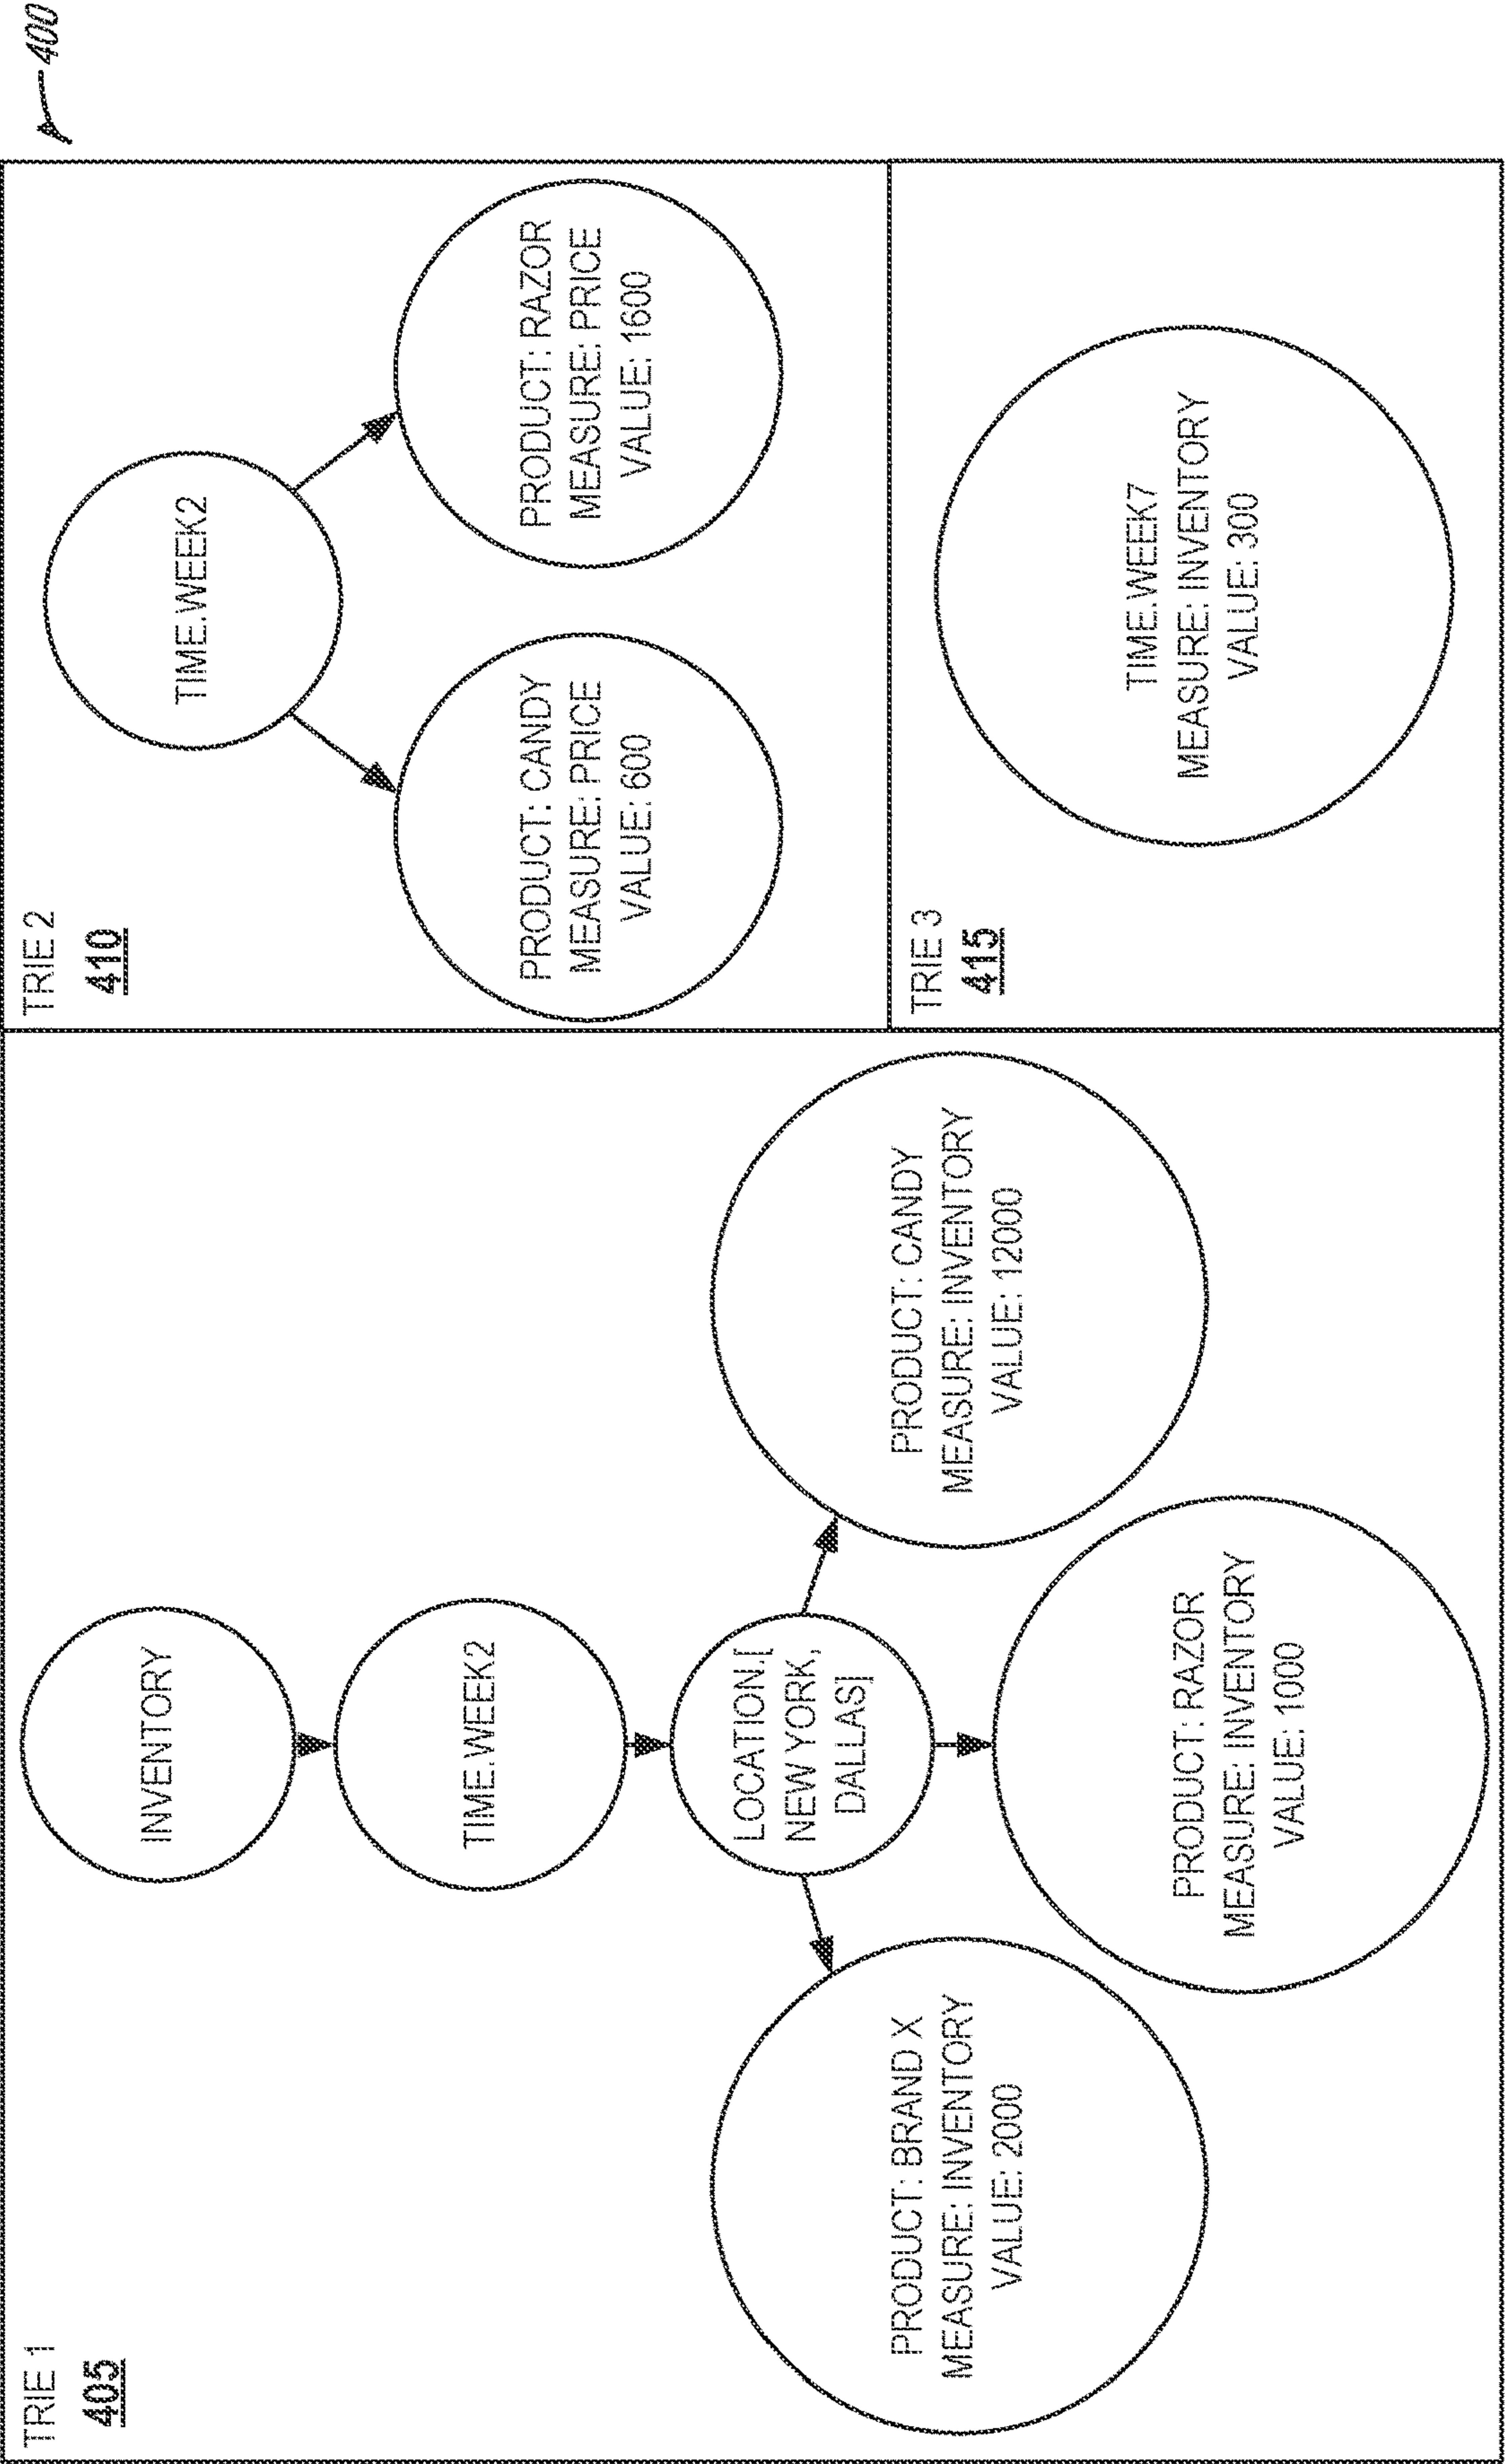 400
TRIE 1
405
INVENTORY
TIME.WEEK2
LOCATION.[
NEW YORK,
DALLAS]
PRODUCT: BRAND X
MEASURE: INVENTORY
VALUE: 2000
PRODUCT: RAZOR
MEASURE: INVENTORY
VALUE: 1000
PRODUCT: CANDY
MEASURE: INVENTORY
VALUE: 12000
TRIE 2
410
TIME.WEEK2
PRODUCT: CANDY
MEASURE: PRICE
VALUE: 600
PRODUCT: RAZOR
MEASURE: PRICE
VALUE: 1600
TRIE 3
415
TIME.WEEK7
MEASURE: INVENTORY
VALUE: 300